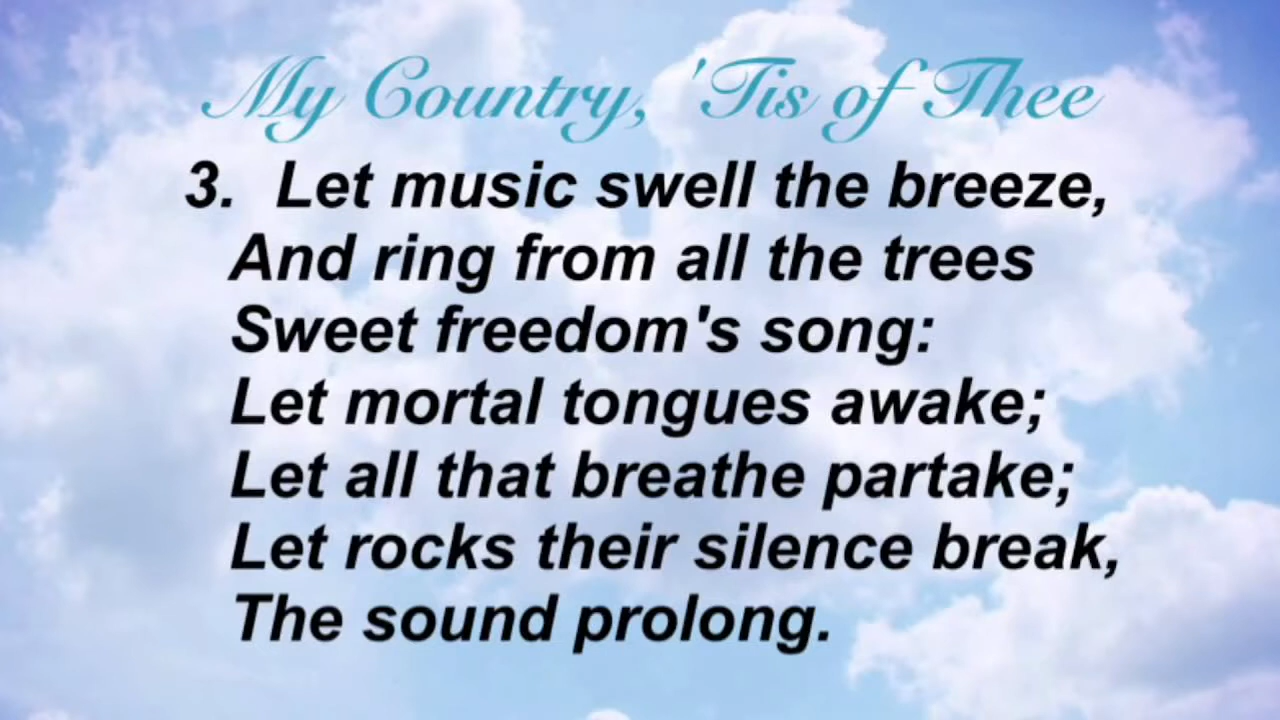 My Country, 'Tis of Thee
3. Let music swell the breeze,
And ring from all the trees
Sweet freedom's song:
Let mortal tongues awake;
Let all that breathe partake;
Let rocks their silence break,
The sound prolong.